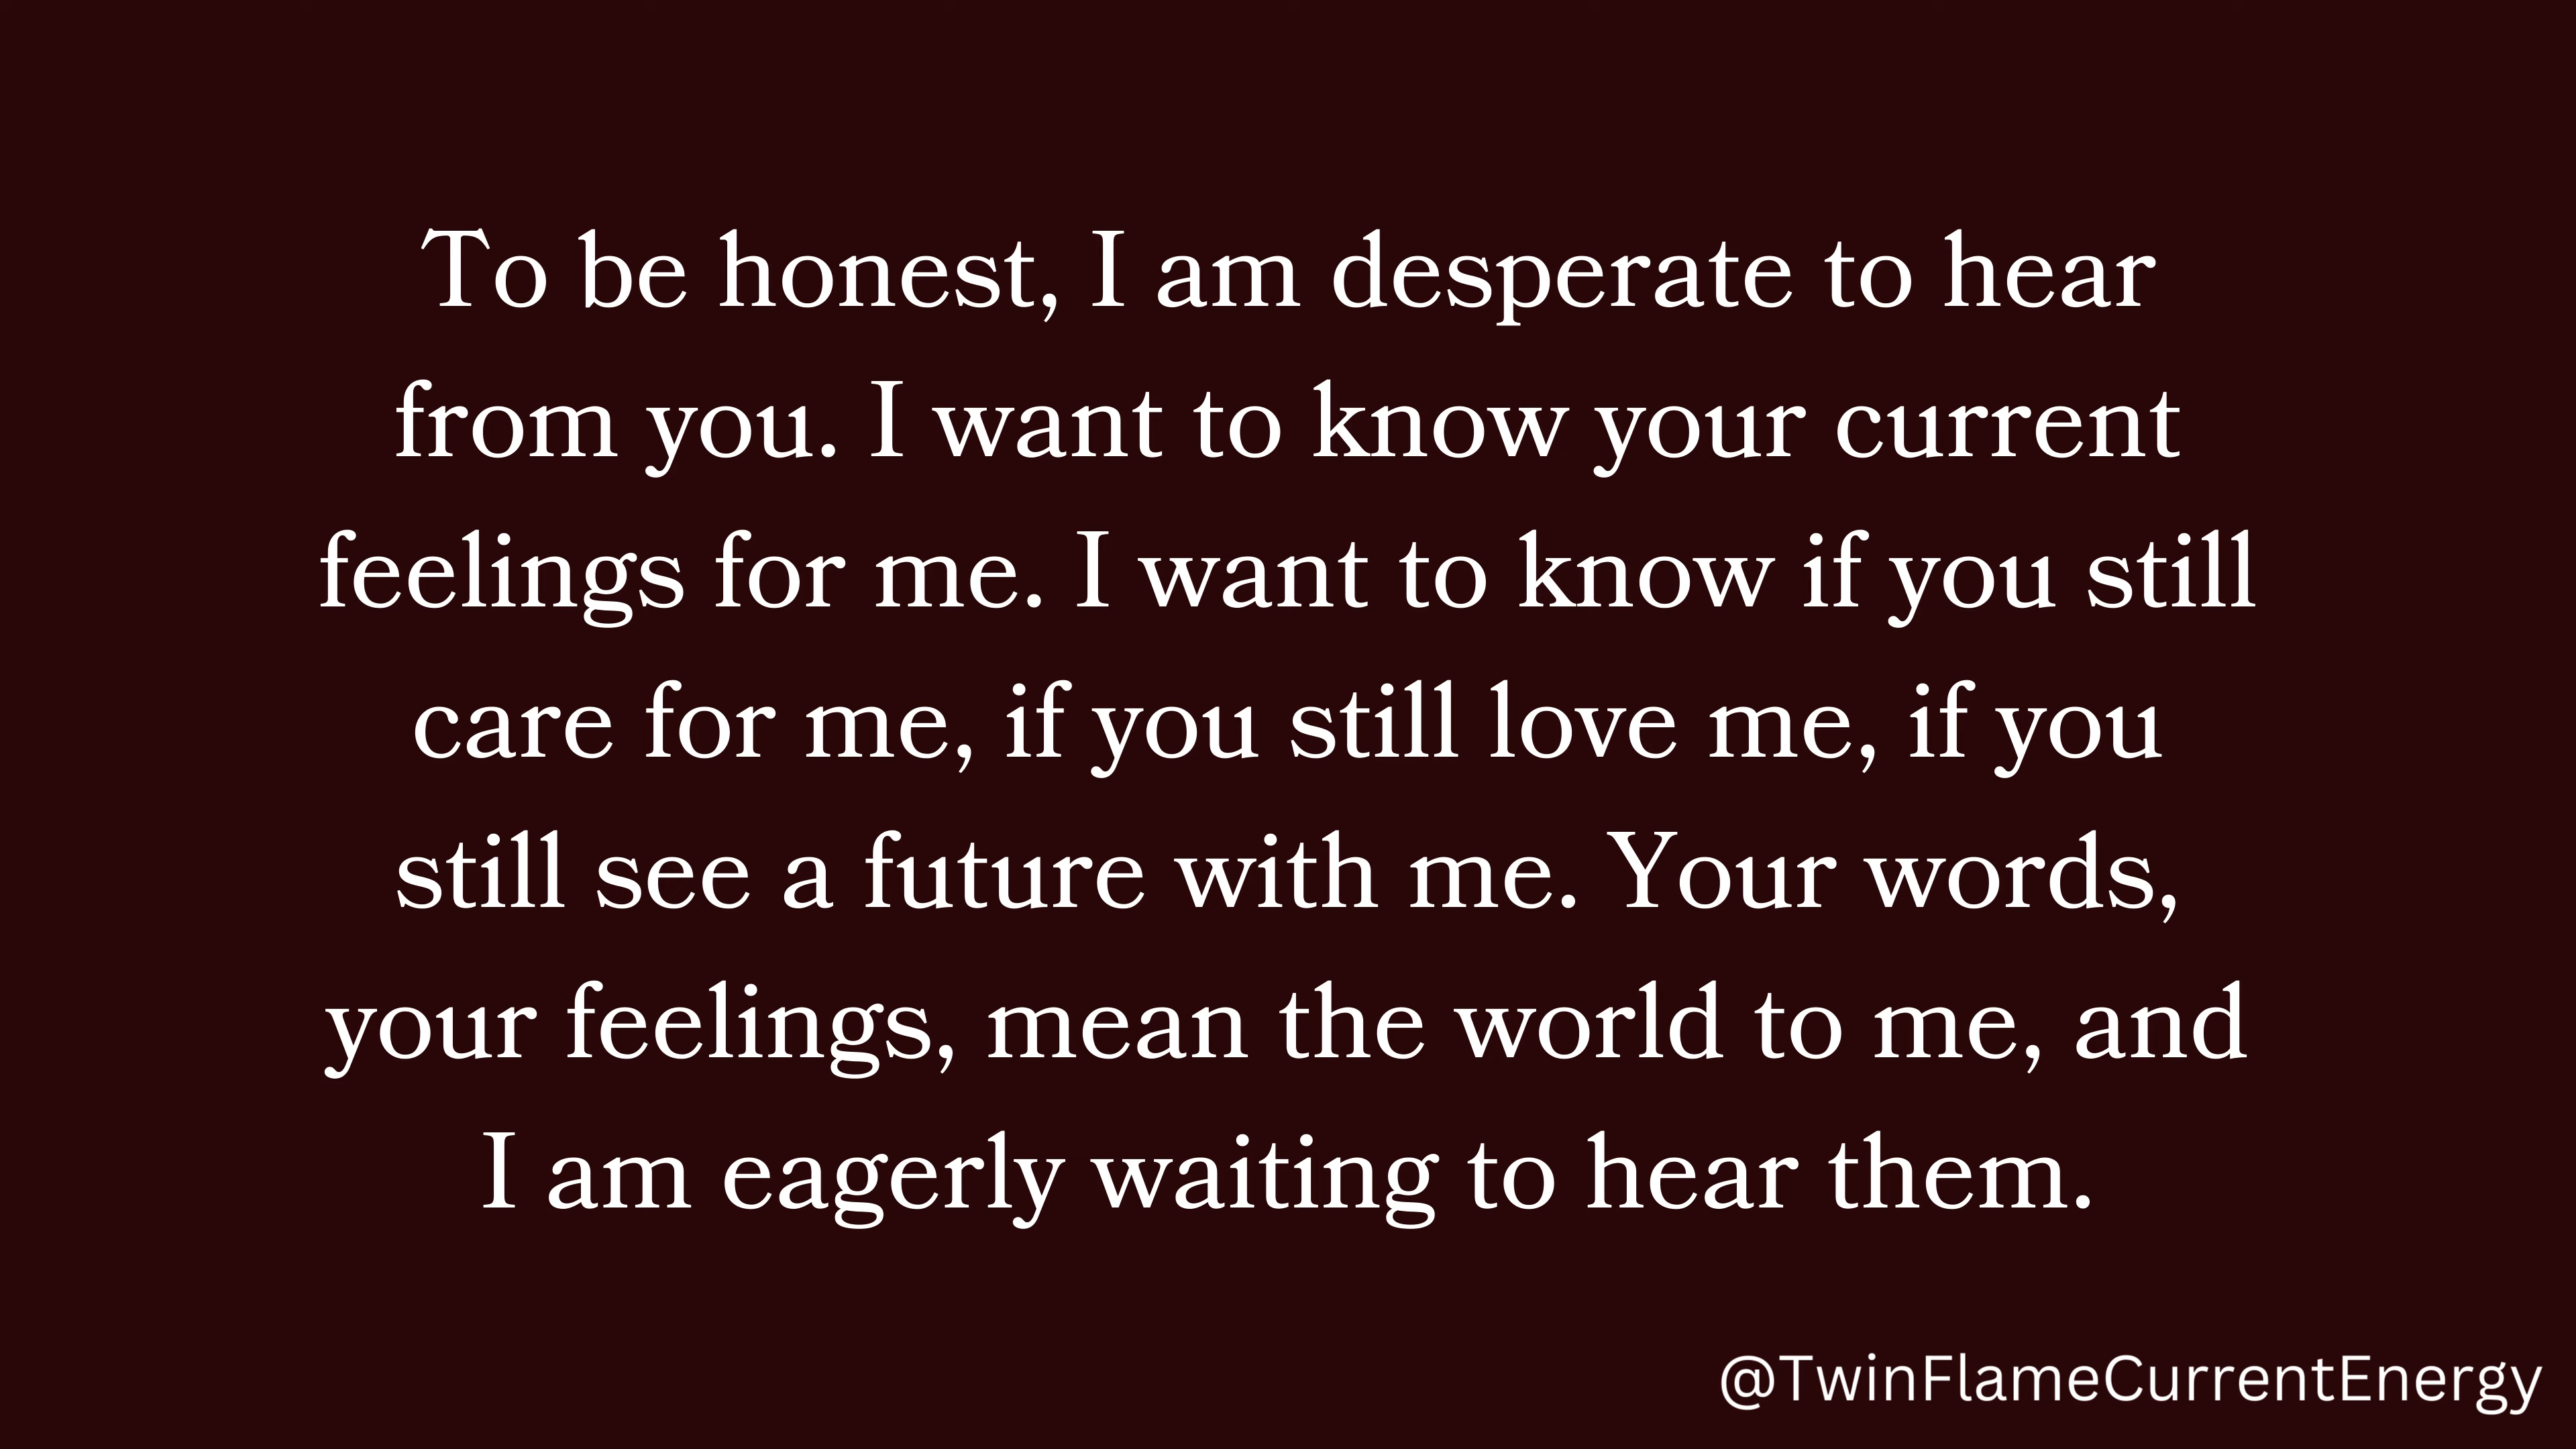 To be honest, I am desperate to hear
from you. I want to know your current
feelings for me. I want to know if you still
care for me, if you still love me, if you
still see a future with me. Your words,
your feelings, mean the world to me, and
I am eagerly waiting to hear them.
@TwinFlameCurrentEnergy